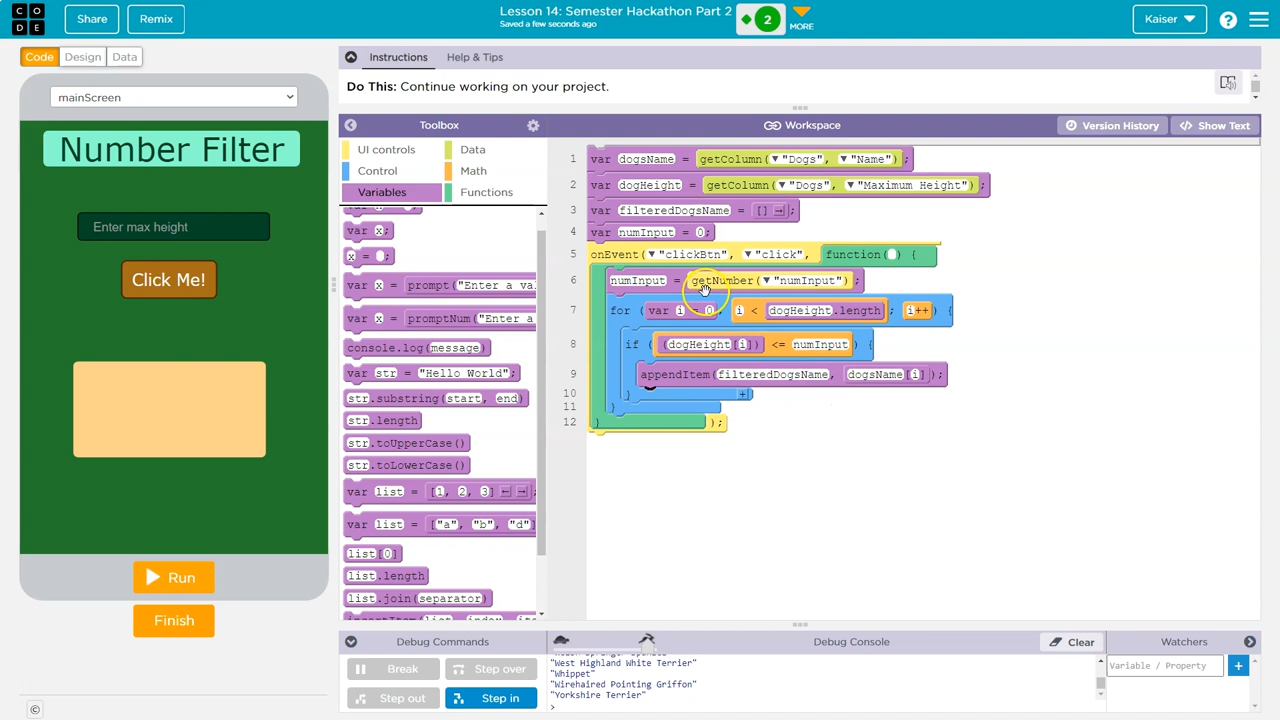 C O
D E
Share
Remix
Lesson 14: Semester Hackathon Part 2
Saved a few seconds ago
2
MORE
Kaiser
?
Code
Design
Data
Instructions
Help & Tips
Do This: Continue working on your project.
mainScreen
Toolbox
Workspace
Version History
</> Show Text
Number Filter
Enter max height
Click Me!
Run
Finish
©
UI controls
Data
Control
Math
Variables
Functions
var x;
x = ;
var x = prompt("Enter a val
var x = promptNum("Enter a
console.log(message)
var str = "Hello World";
str.substring(start, end)
str.length
str.toUpperCase()
str.toLowerCase()
var list = [1, 2, 3] ;
var list = ["a", "b", "d"]
list[0]
list.length
list.join(separator)
1 var dogsName = getColumn("Dogs", "Name");
2 var dogHeight = getColumn("Dogs", "Maximum Height");
3 var filteredDogsName = [];
4 var numInput = 0;
5 onEvent("clickBtn", "click", function() {
6 numInput = getNumber("numInput");
7 for (var i = 0; i < dogHeight.length; i++) {
8 if ((dogHeight[i]) <= numInput) {
9 appendItem(filteredDogsName, dogsName[i]);
10 }
11 }
12 });
Debug Commands
Debug Console
Clear
Watchers
Break
Step over
Step out
Step in
"West Highland White Terrier"
"Whippet"
"Wirehaired Pointing Griffon"
"Yorkshire Terrier"
>
Variable / Property
+